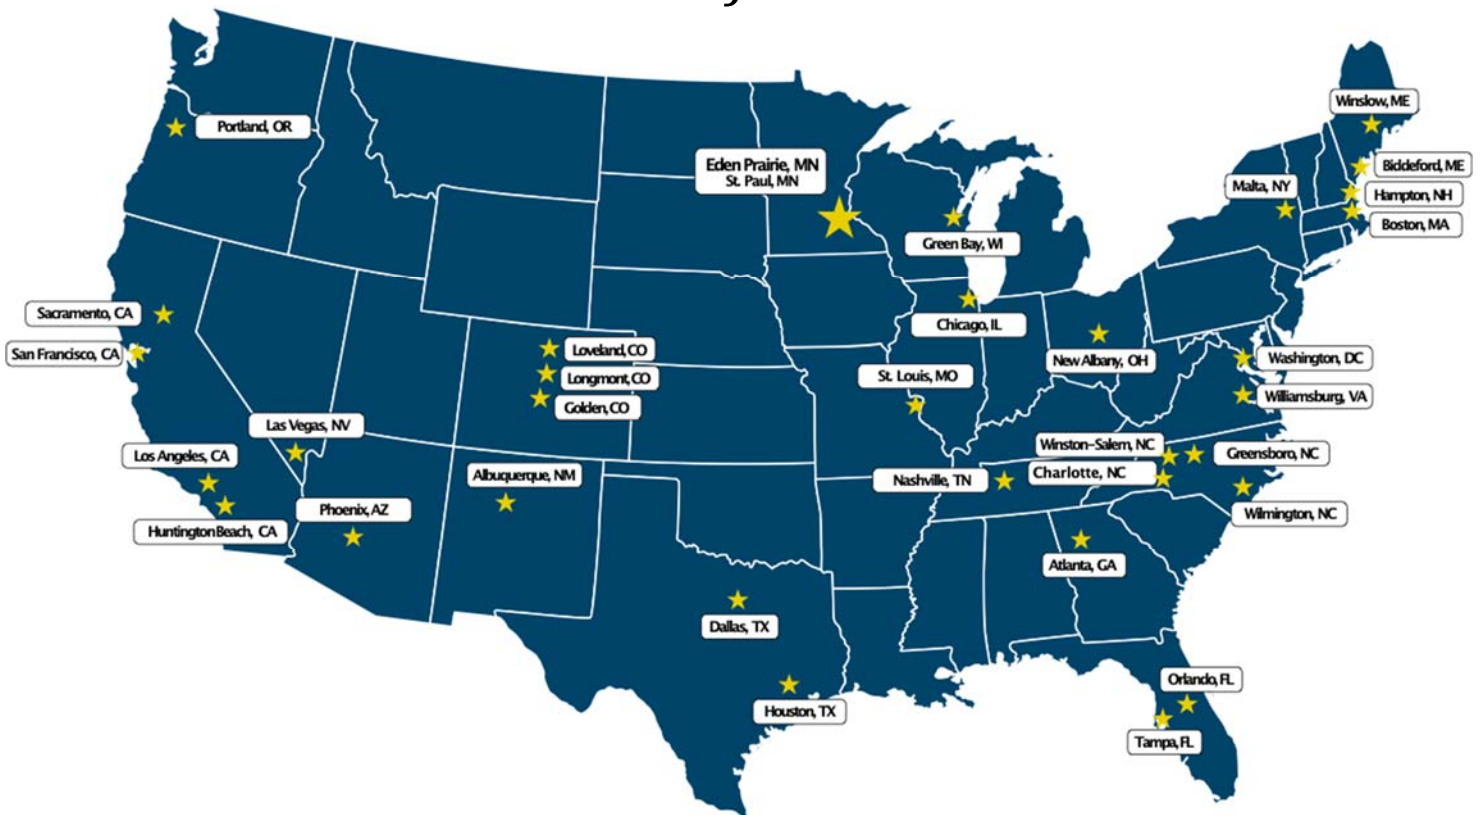 Winslow, ME
Portland, OR
Eden Prairie, MN
St. Paul, MN
Biddeford, ME
Malta, NY
Hampton, NH
Boston, MA
Green Bay, WI
Sacramento, CA
Chicago, IL
San Francisco, CA
Loveland, CO
New Albany, OH
Washington, DC
Longmont, CO
St. Louis, MO
Williamsburg, VA
Golden, CO
Las Vegas, NV
Winston-Salem, NC
Greensboro, NC
Los Angeles, CA
Albuquerque, NM
Nashville, TN
Charlotte, NC
Phoenix, AZ
Wilmington, NC
Huntington Beach, CA
Atlanta, GA
Dallas, TX
Orlando, FL
Houston, TX
Tampa, FL